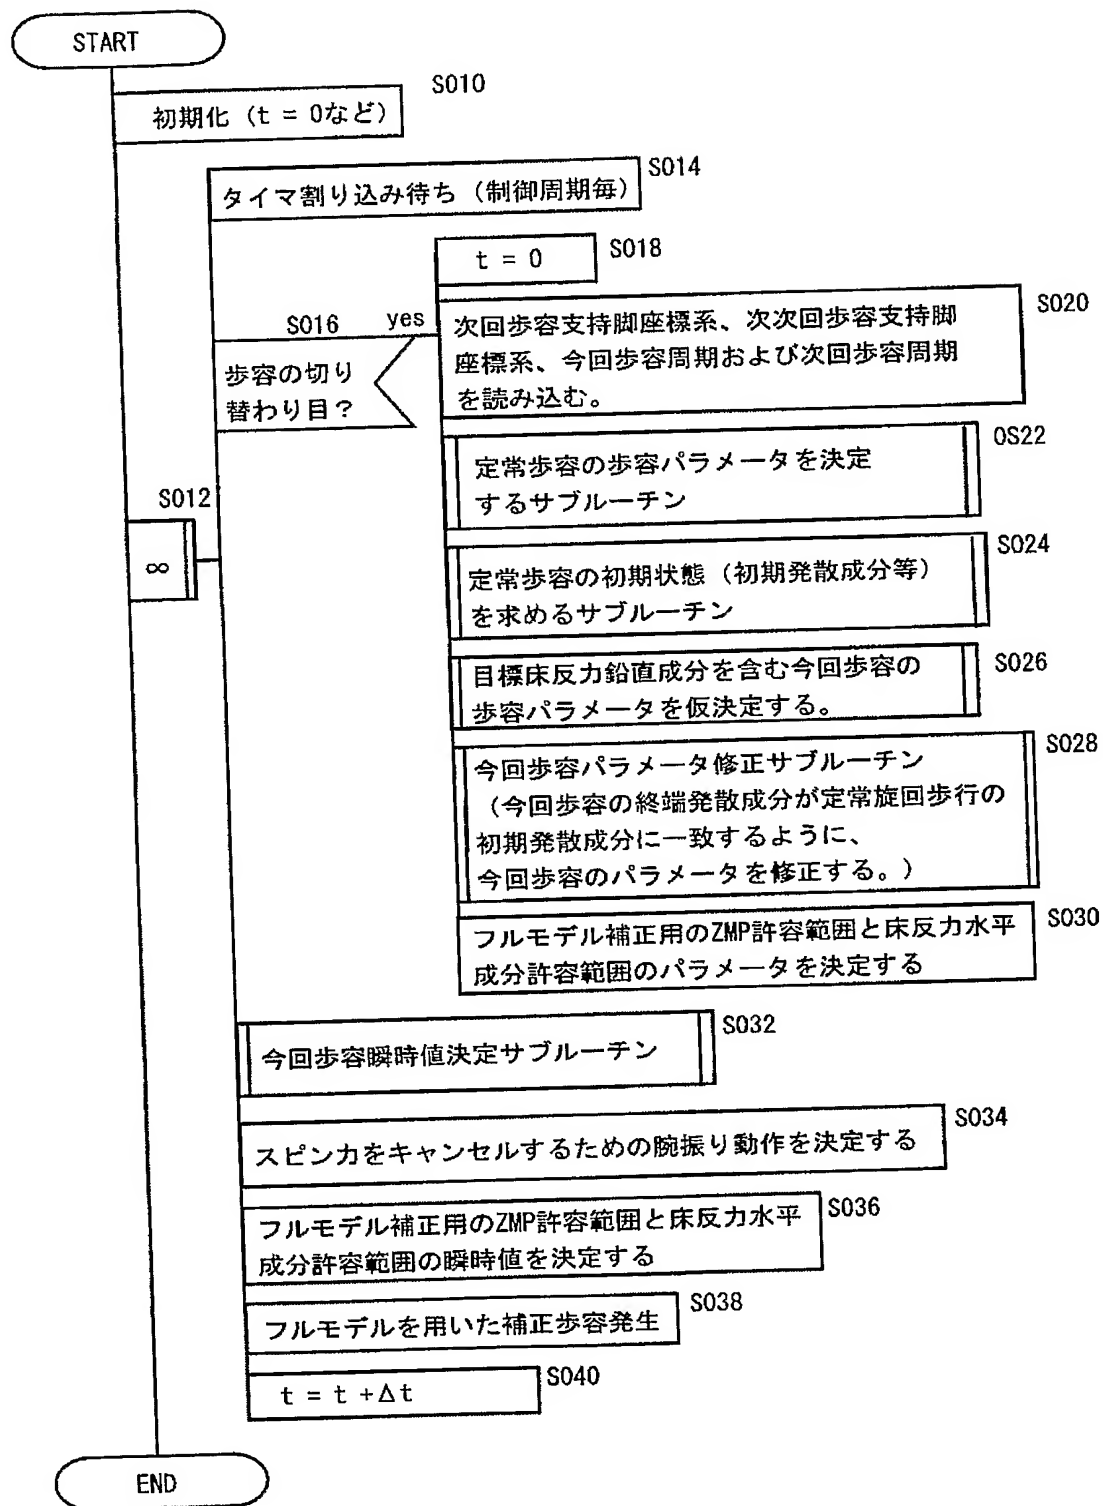 START
S010
初期化（t = 0など）
S014
タイマ割り込み待ち（制御周期毎）
t = 0
S018
S016
yes
歩容の切り
替わり目？
S020
次回歩容支持脚座標系、次次回歩容支持脚
座標系、今回歩容周期および次回歩容周期
を読み込む。
0S22
定常歩容の歩容パラメータを決定
するサブルーチン
S012
∞
S024
定常歩容の初期状態（初期発散成分等）
を求めるサブルーチン
S026
目標床反力鉛直成分を含む今回歩容の
歩容パラメータを仮決定する。
S028
今回歩容パラメータ修正サブルーチン
（今回歩容の終端発散成分が定常旋回歩行の
初期発散成分に一致するように、
今回歩容のパラメータを修正する。）
S030
フルモデル補正用のZMP許容範囲と床反力水平
成分許容範囲のパラメータを決定する
S032
今回歩容瞬時値決定サブルーチン
S034
スピン力をキャンセルするための腕振り動作を決定する
S036
フルモデル補正用のZMP許容範囲と床反力水平
成分許容範囲の瞬時値を決定する
S038
フルモデルを用いた補正歩容発生
S040
t = t +Δt
END